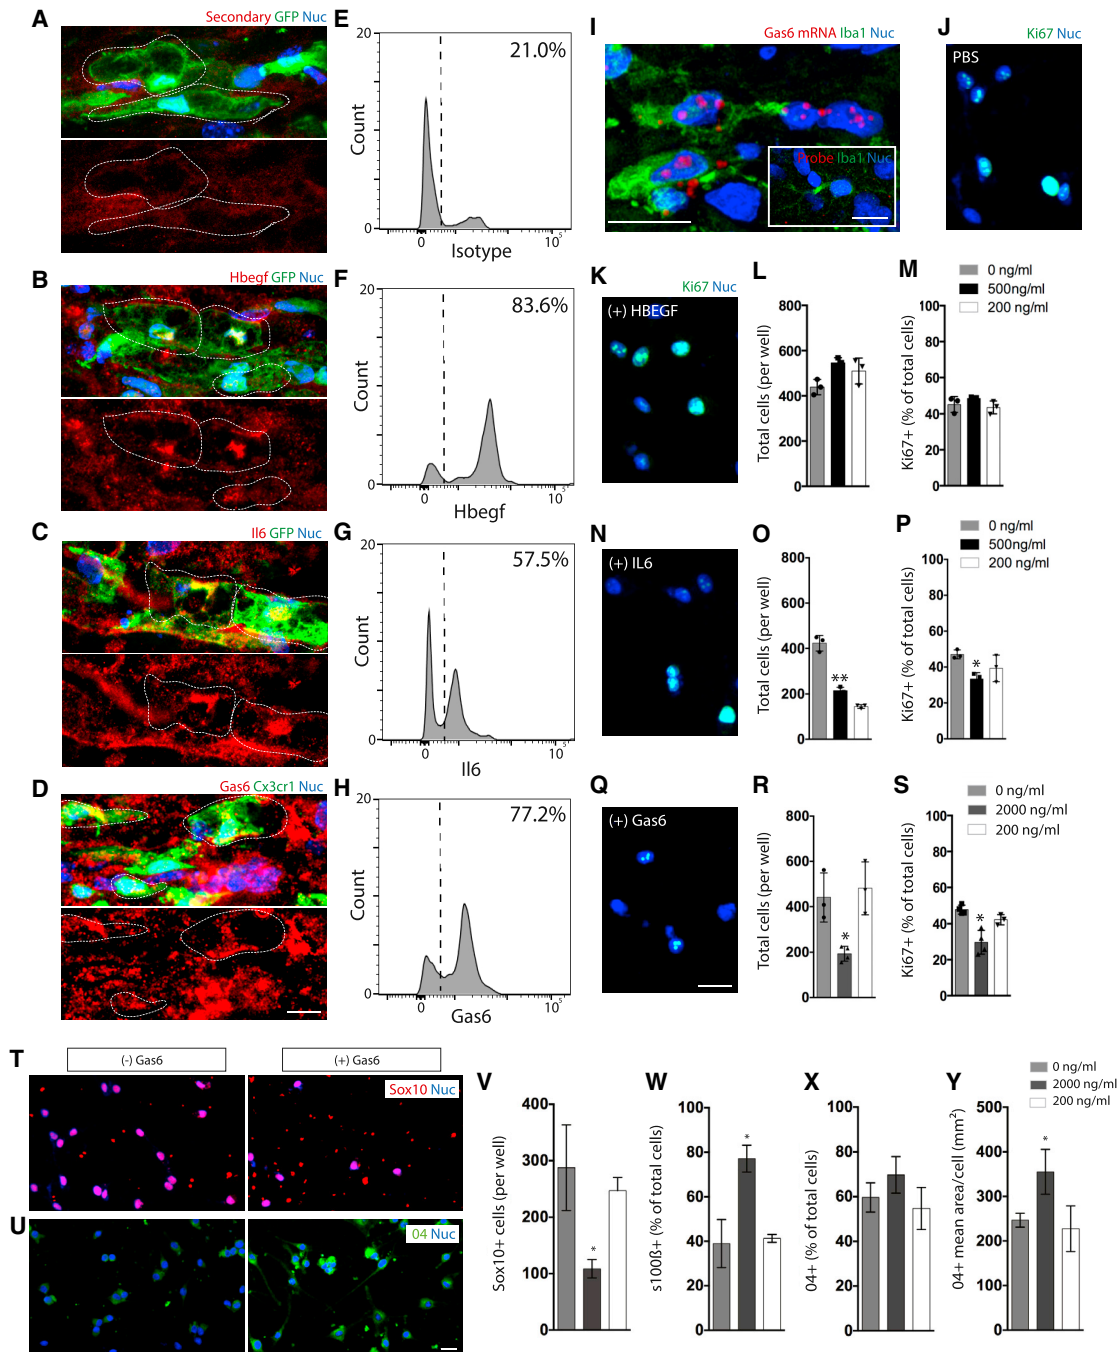 A
Secondary GFP Nuc
E
20
21.0%
Count
0
0
10⁵
Isotype
I
Gas6 mRNA Iba1 Nuc
Probe Iba1 Nuc
J
Ki67 Nuc
PBS
B
Hbegf GFP Nuc
F
20
83.6%
Count
0
0
10⁵
Hbegf
K
Ki67 Nuc
(+) HBEGF
L
800
600
400
200
0
Total cells (per well)
M
0 ng/ml
500ng/ml
200 ng/ml
100
80
60
40
20
0
Ki67+ (% of total cells)
C
Il6 GFP Nuc
G
20
57.5%
Count
0
0
10⁵
Il6
N
(+) IL6
O
800
600
400
200
0
Total cells (per well)
**
P
0 ng/ml
500ng/ml
200 ng/ml
100
80
60
40
20
0
Ki67+ (% of total cells)
*
D
Gas6 Cx3cr1 Nuc
H
20
77.2%
Count
0
0
10⁵
Gas6
Q
(+) Gas6
R
800
600
400
200
0
Total cells (per well)
*
S
0 ng/ml
2000 ng/ml
200 ng/ml
100
80
60
40
20
0
Ki67+ (% of total cells)
*
T
(-) Gas6
(+) Gas6
Sox10 Nuc
U
04 Nuc
V
400
300
200
100
0
Sox10+ cells (per well)
*
W
100
80
60
40
20
0
s100ß+ (% of total cells)
*
X
100
80
60
40
20
0
04+ (% of total cells)
Y
0 ng/ml
2000 ng/ml
200 ng/ml
500
400
300
200
100
0
04+ mean area/cell (mm²)
*